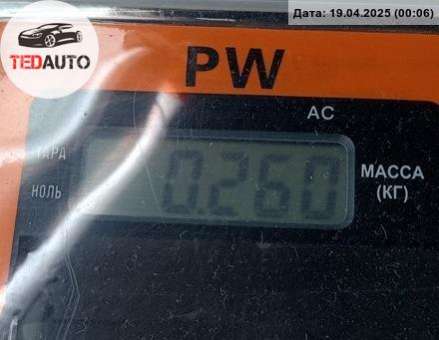 Дата: 19.04.2025 (00:06)
TEDAUTO
PW
AC
ТАРА
НОЛЬ
0.260
МАССА
(КГ)